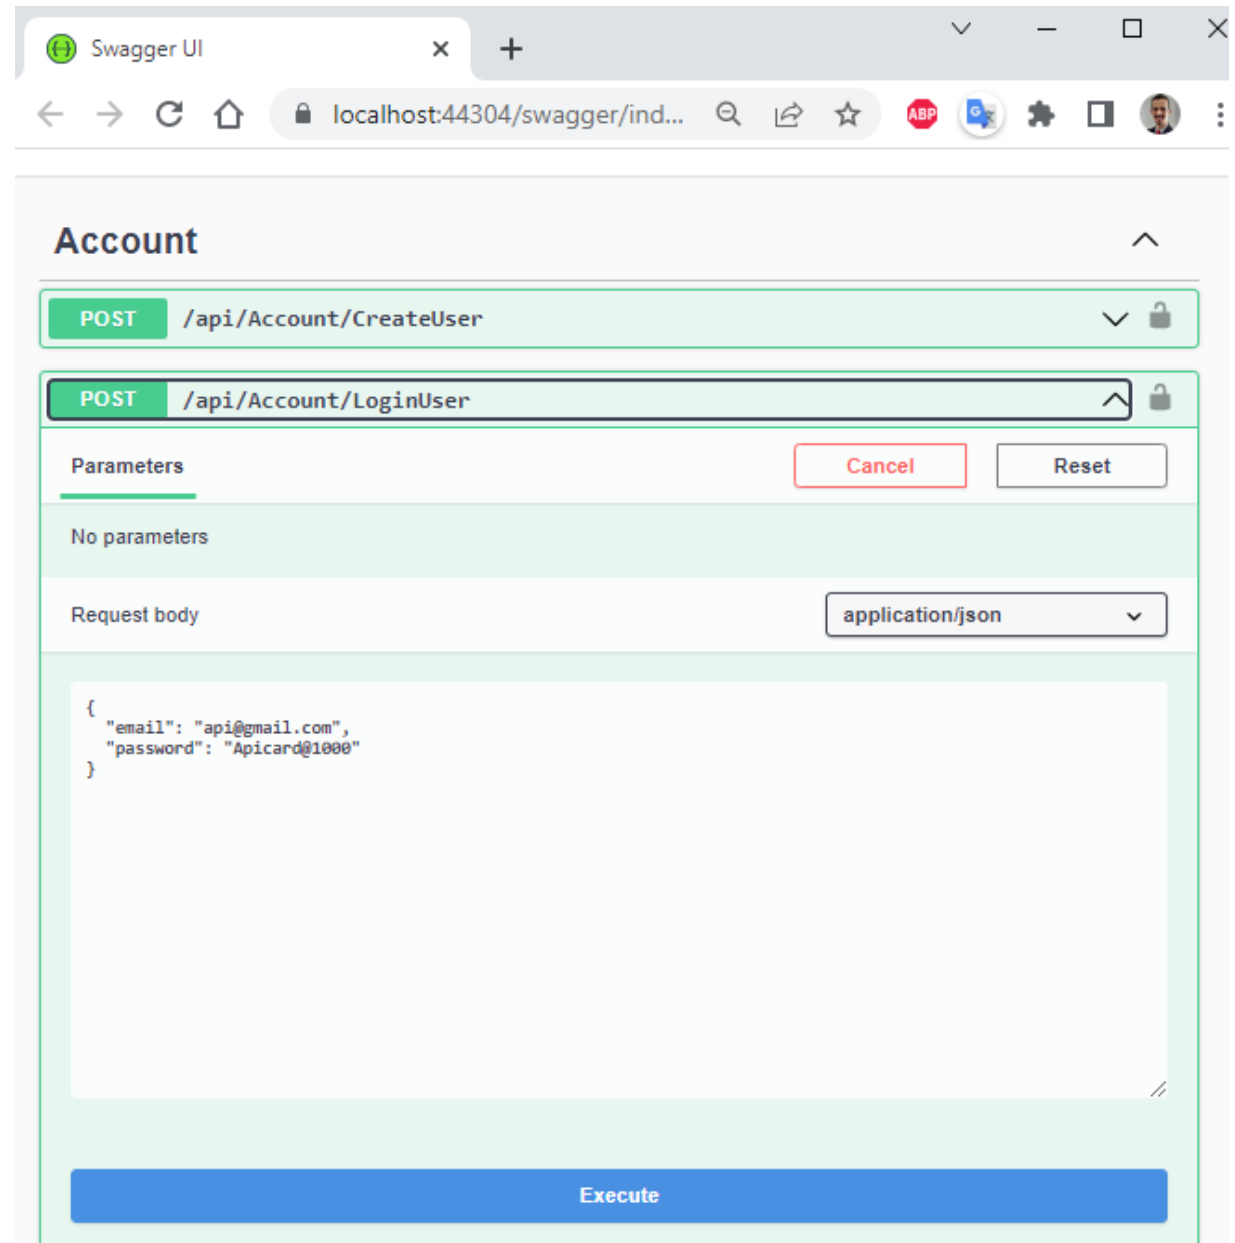 Swagger UI
localhost:44304/swagger/ind...
ABP
Account
POST /api/Account/CreateUser
POST /api/Account/LoginUser
Parameters
Cancel
Reset
No parameters
Request body
application/json
{
"email": "api@gmail.com",
"password": "Apicard@1000"
}
Execute